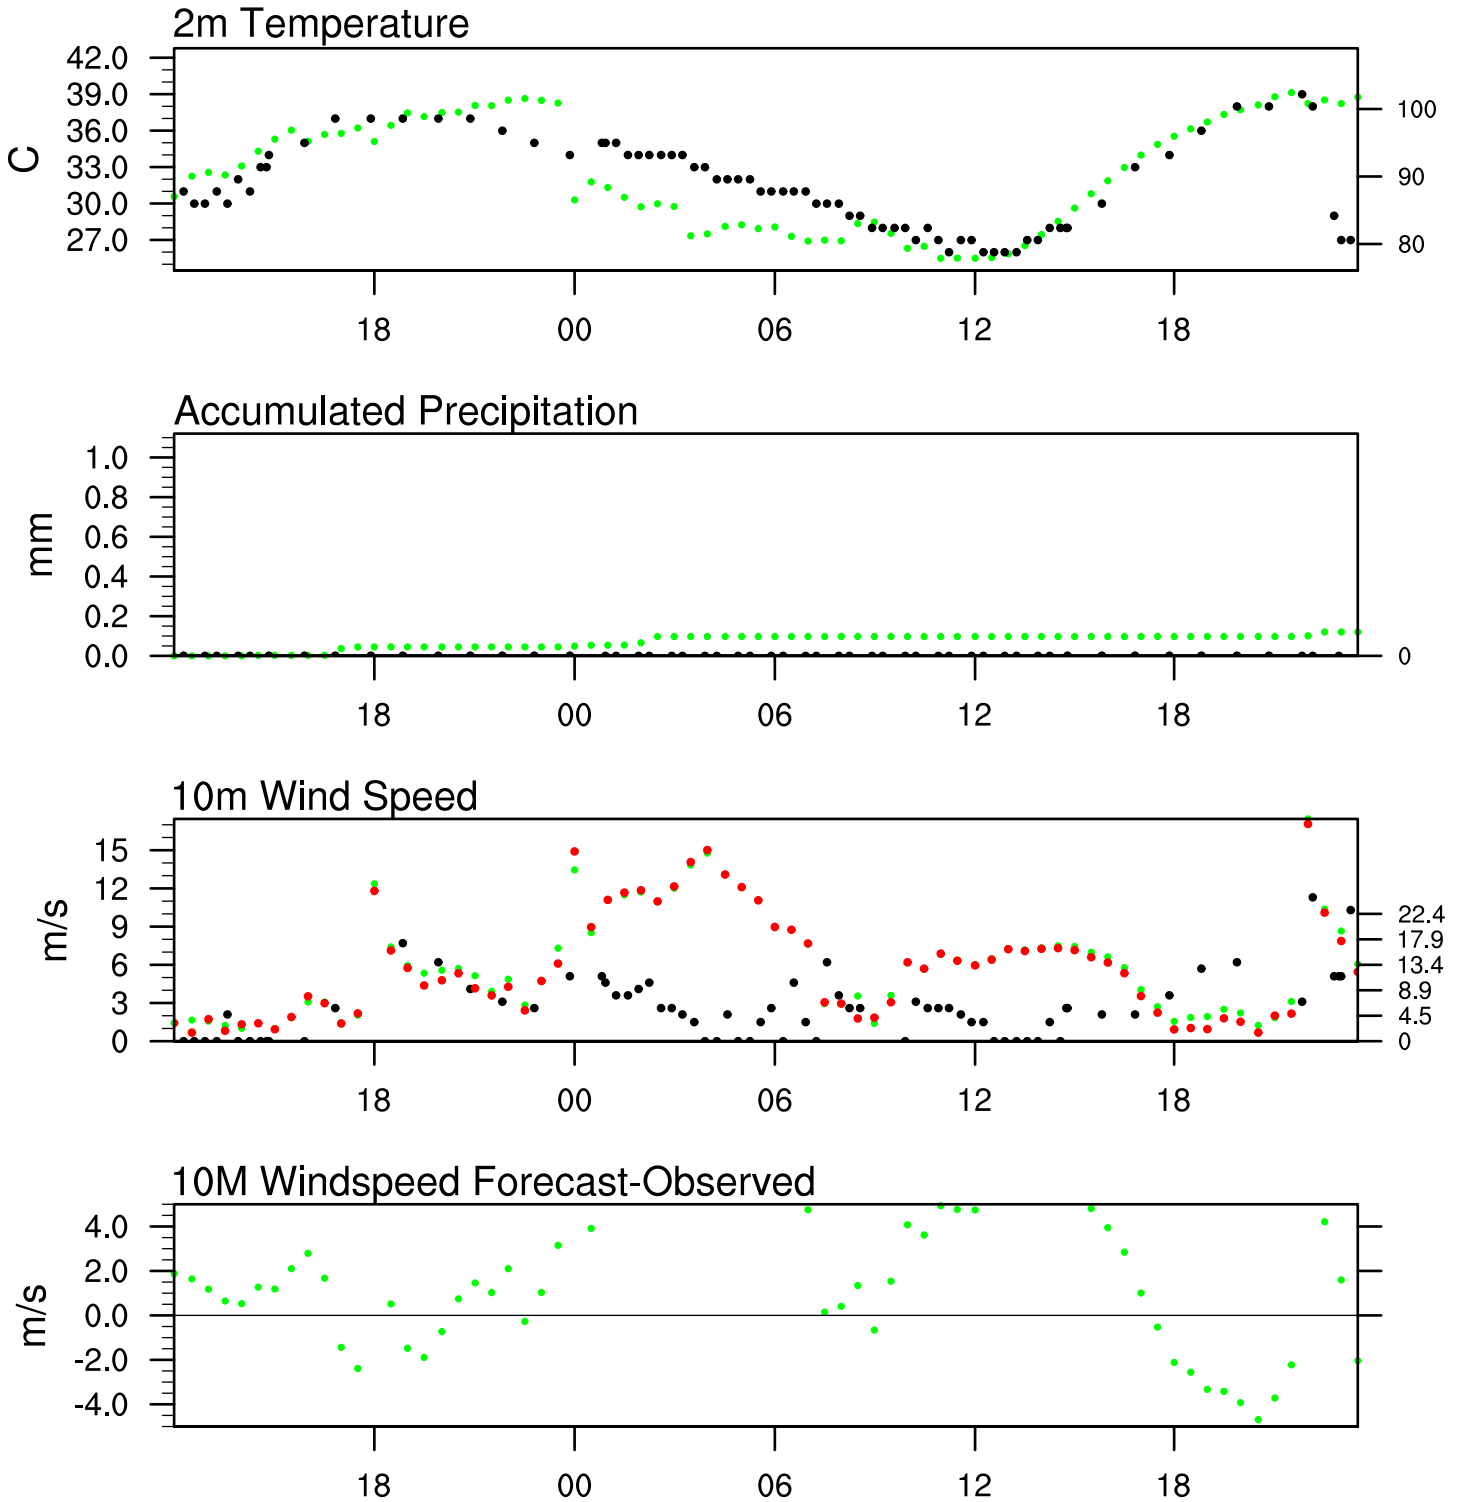 2m Temperature
42.0
39.0
36.0
33.0
30.0
27.0
C
100
90
80
18 00 06 12 18
Accumulated Precipitation
1.0
0.8
0.6
0.4
0.2
0.0
mm
0
18 00 06 12 18
10m Wind Speed
15
12
9
6
3
0
m/s
22.4
17.9
13.4
8.9
4.5
0
18 00 06 12 18
10M Windspeed Forecast-Observed
4.0
2.0
0.0
-2.0
-4.0
m/s
18 00 06 12 18